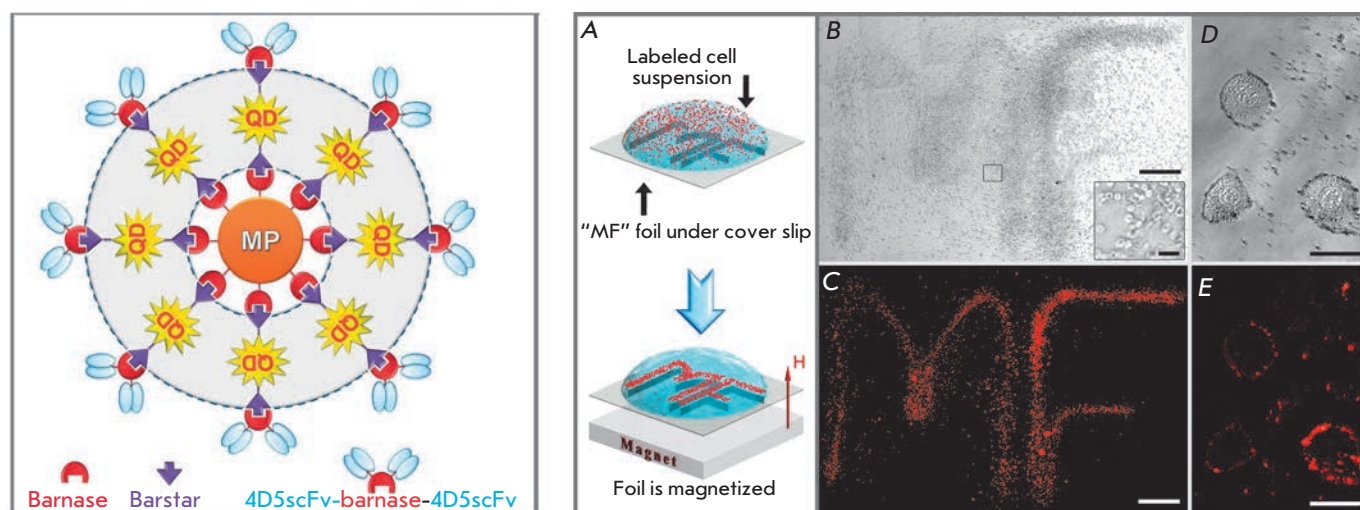 QD
QD
QD
QD
MP
QD
QD
QD
QD
Barnase
Barstar
4D5scFv-barnase-4D5scFv
A
Labeled cell
suspension
"MF" foil under cover slip
H
Magnet
Foil is magnetized
B
C
D
E